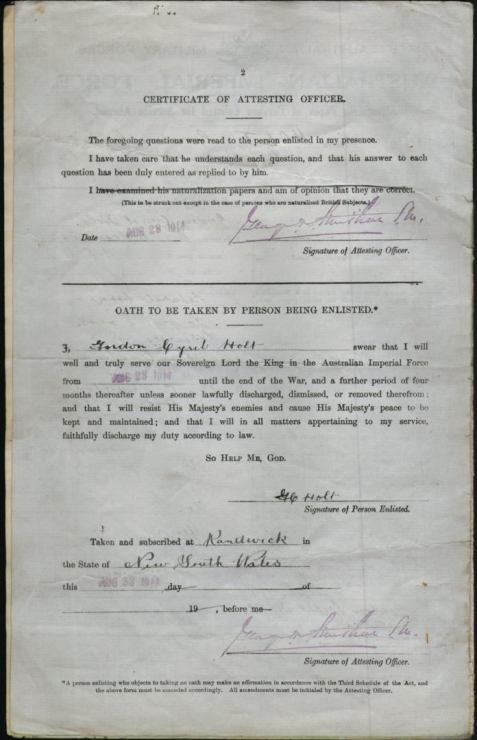 2
CERTIFICATE OF ATTESTING OFFICER.
The foregoing questions were read to the person enlisted in my presence.
I have taken care that he understands each question, and that his answer to each
question has been duly entered as replied to by him.
I have examined his naturalization papers and am of opinion that they are correct.
(This to be struck out except in the case of persons who are naturalized British Subjects.)
Date AUG 28 1914
Signature of Attesting Officer.
OATH TO BE TAKEN BY PERSON BEING ENLISTED.*
I, Gordon Cyril Holt swear that I will
well and truly serve our Sovereign Lord the King in the Australian Imperial Force
from AUG 28 1914 until the end of the War, and a further period of four
months thereafter unless sooner lawfully discharged, dismissed, or removed therefrom;
and that I will resist His Majesty's enemies and cause His Majesty's peace to be
kept and maintained; and that I will in all matters appertaining to my service,
faithfully discharge my duty according to law.
SO HELP ME, GOD.
G C Holt
Signature of Person Enlisted.
Taken and subscribed at Randwick in
the State of New South Wales
this AUG 28 1914 day of
19 , before me—
Signature of Attesting Officer.
*A person enlisting who objects to taking an oath may make an affirmation in accordance with the Third Schedule of the Act, and
the above form must be amended accordingly. All amendments must be initialed by the Attesting Officer.